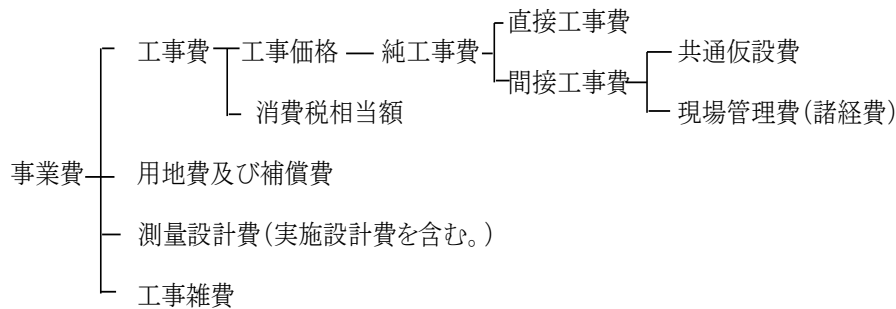 直接工事費
工事費 工事価格 純工事費 共通仮設費
間接工事費
消費税相当額 現場管理費(諸経費)
事業費 用地費及び補償費
測量設計費(実施設計費を含む。)
工事雑費